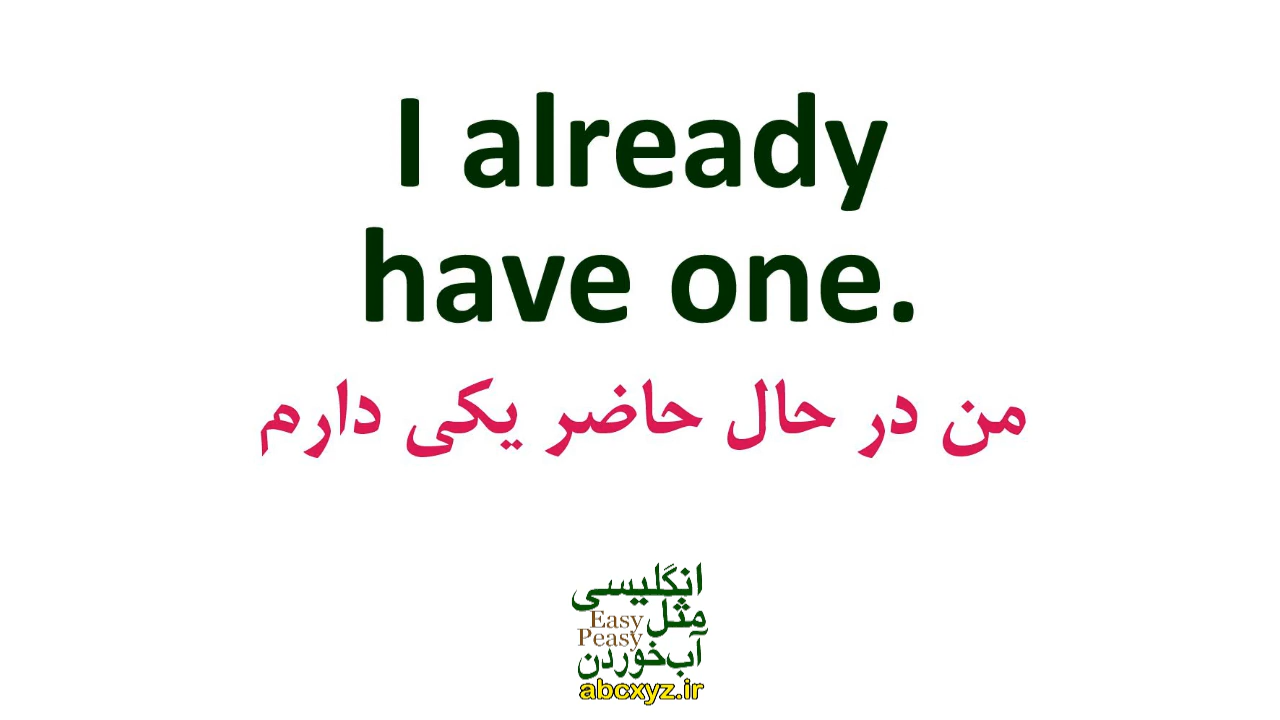 I already
have one.
من در حال حاضر یکی دارم
انگلیسی
مثل Easy
Peasy
آب‌خوردن
abcxyz.ir